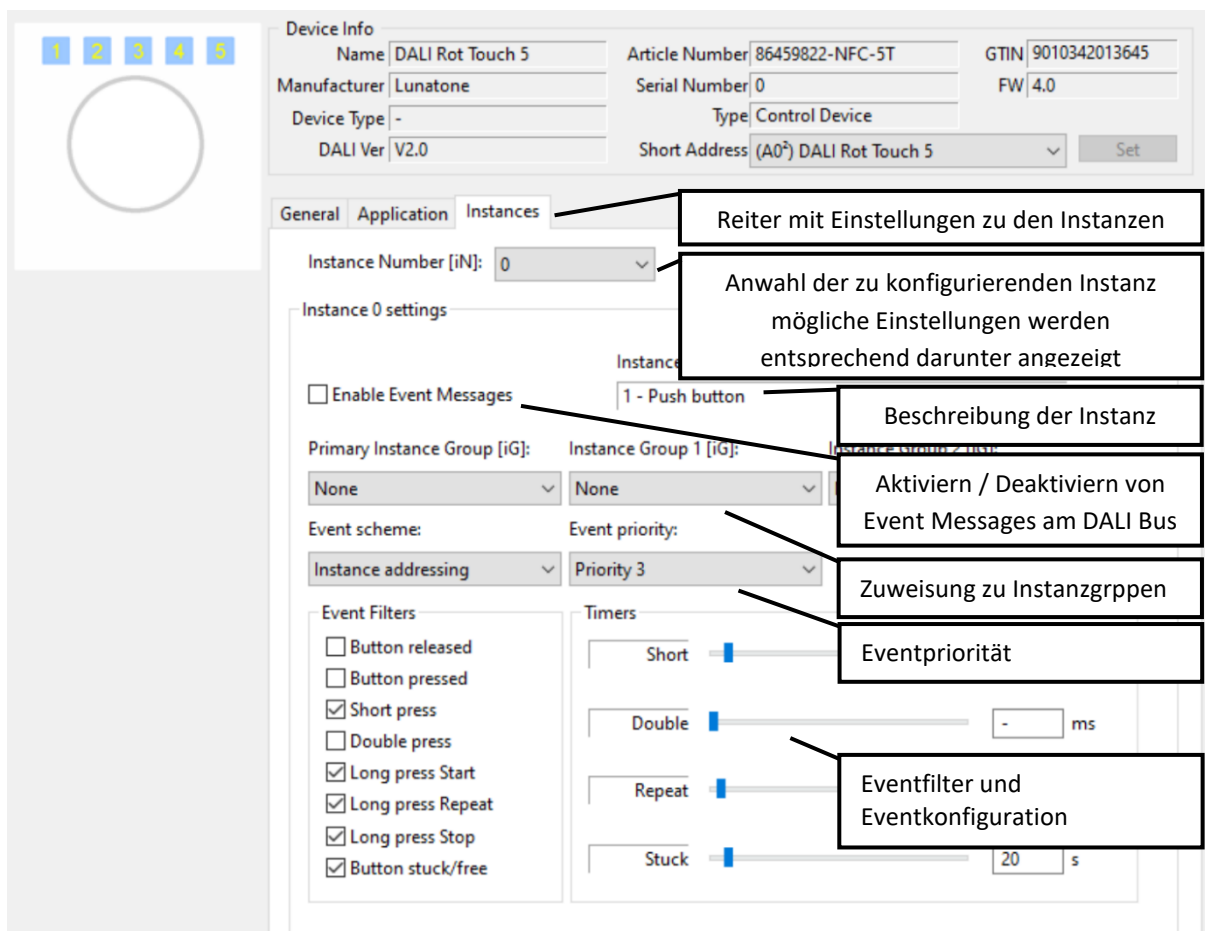 1 2 3 4 5
Device Info
Name DALI Rot Touch 5 Article Number 86459822-NFC-5T GTIN 9010342013645
Manufacturer Lunatone Serial Number 0 FW 4.0
Device Type - Type Control Device
DALI Ver V2.0 Short Address (A0²) DALI Rot Touch 5 Set
General Application Instances
Reiter mit Einstellungen zu den Instanzen
Instance Number [iN]: 0
Anwahl der zu konfigurierenden Instanz
mögliche Einstellungen werden
entsprechend darunter angezeigt
Instance 0 settings
Instance
Enable Event Messages 1 - Push button
Beschreibung der Instanz
Primary Instance Group [iG]: Instance Group 1 [iG]: Instance Group 2 [iG]:
None None
Aktiviern / Deaktiviern von
Event Messages am DALI Bus
Event scheme: Event priority:
Instance addressing Priority 3
Zuweisung zu Instanzgrppen
Event Filters Timers
Eventpriorität
Button released Short
Button pressed
Short press
Double press Double - ms
Long press Start
Long press Repeat Repeat
Eventfilter und
Eventkonfiguration
Long press Stop
Button stuck/free Stuck 20 s